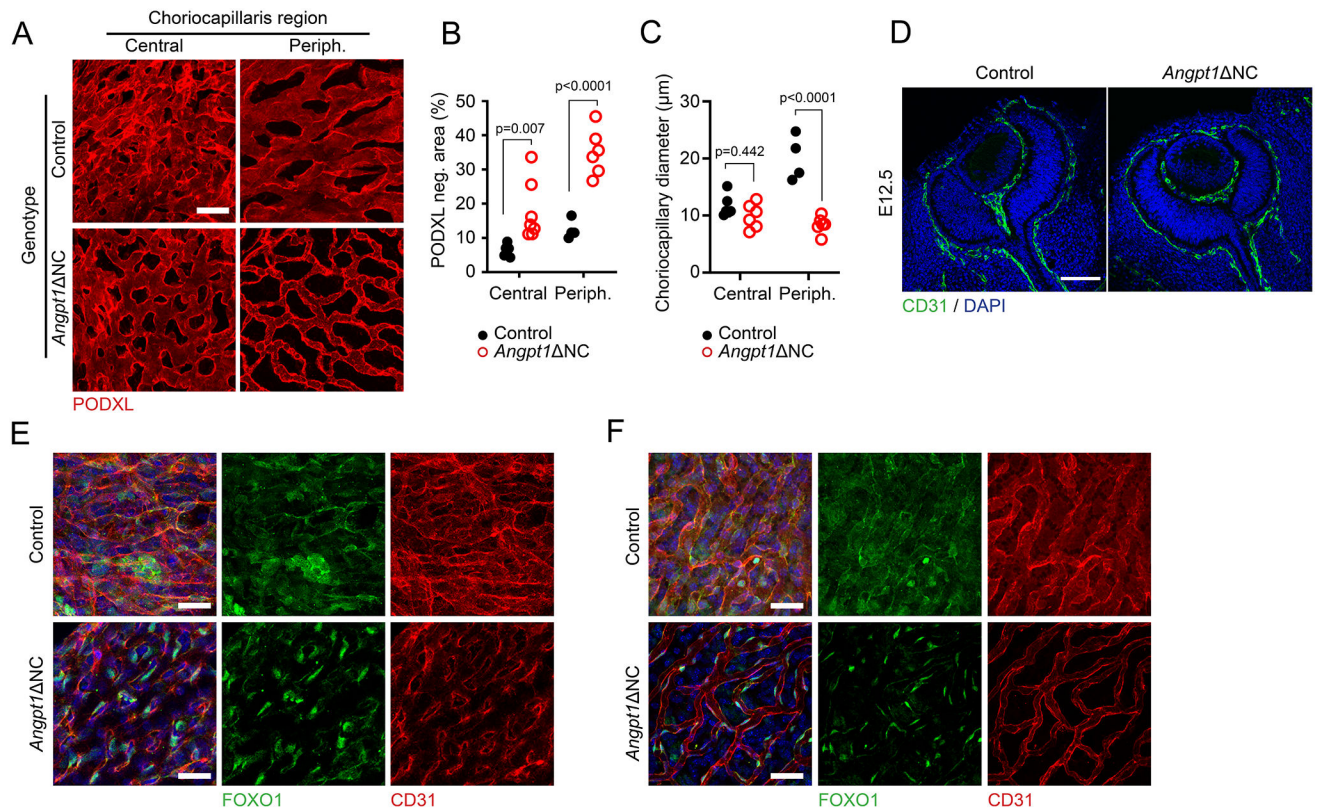 A
Choriocapillaris region
Central
Periph.
Genotype
Control
Angpt1ΔNC
PODXL
B
PODXL neg. area (%)
50
40
30
20
10
0
p=0.007
p<0.0001
Central
Periph.
Control
Angpt1ΔNC
C
Choriocapillary diameter (μm)
30
20
10
0
p=0.442
p<0.0001
Central
Periph.
Control
Angpt1ΔNC
D
Control
Angpt1ΔNC
E12.5
CD31 / DAPI
E
Control
Angpt1ΔNC
FOXO1
CD31
F
Control
Angpt1ΔNC
FOXO1
CD31